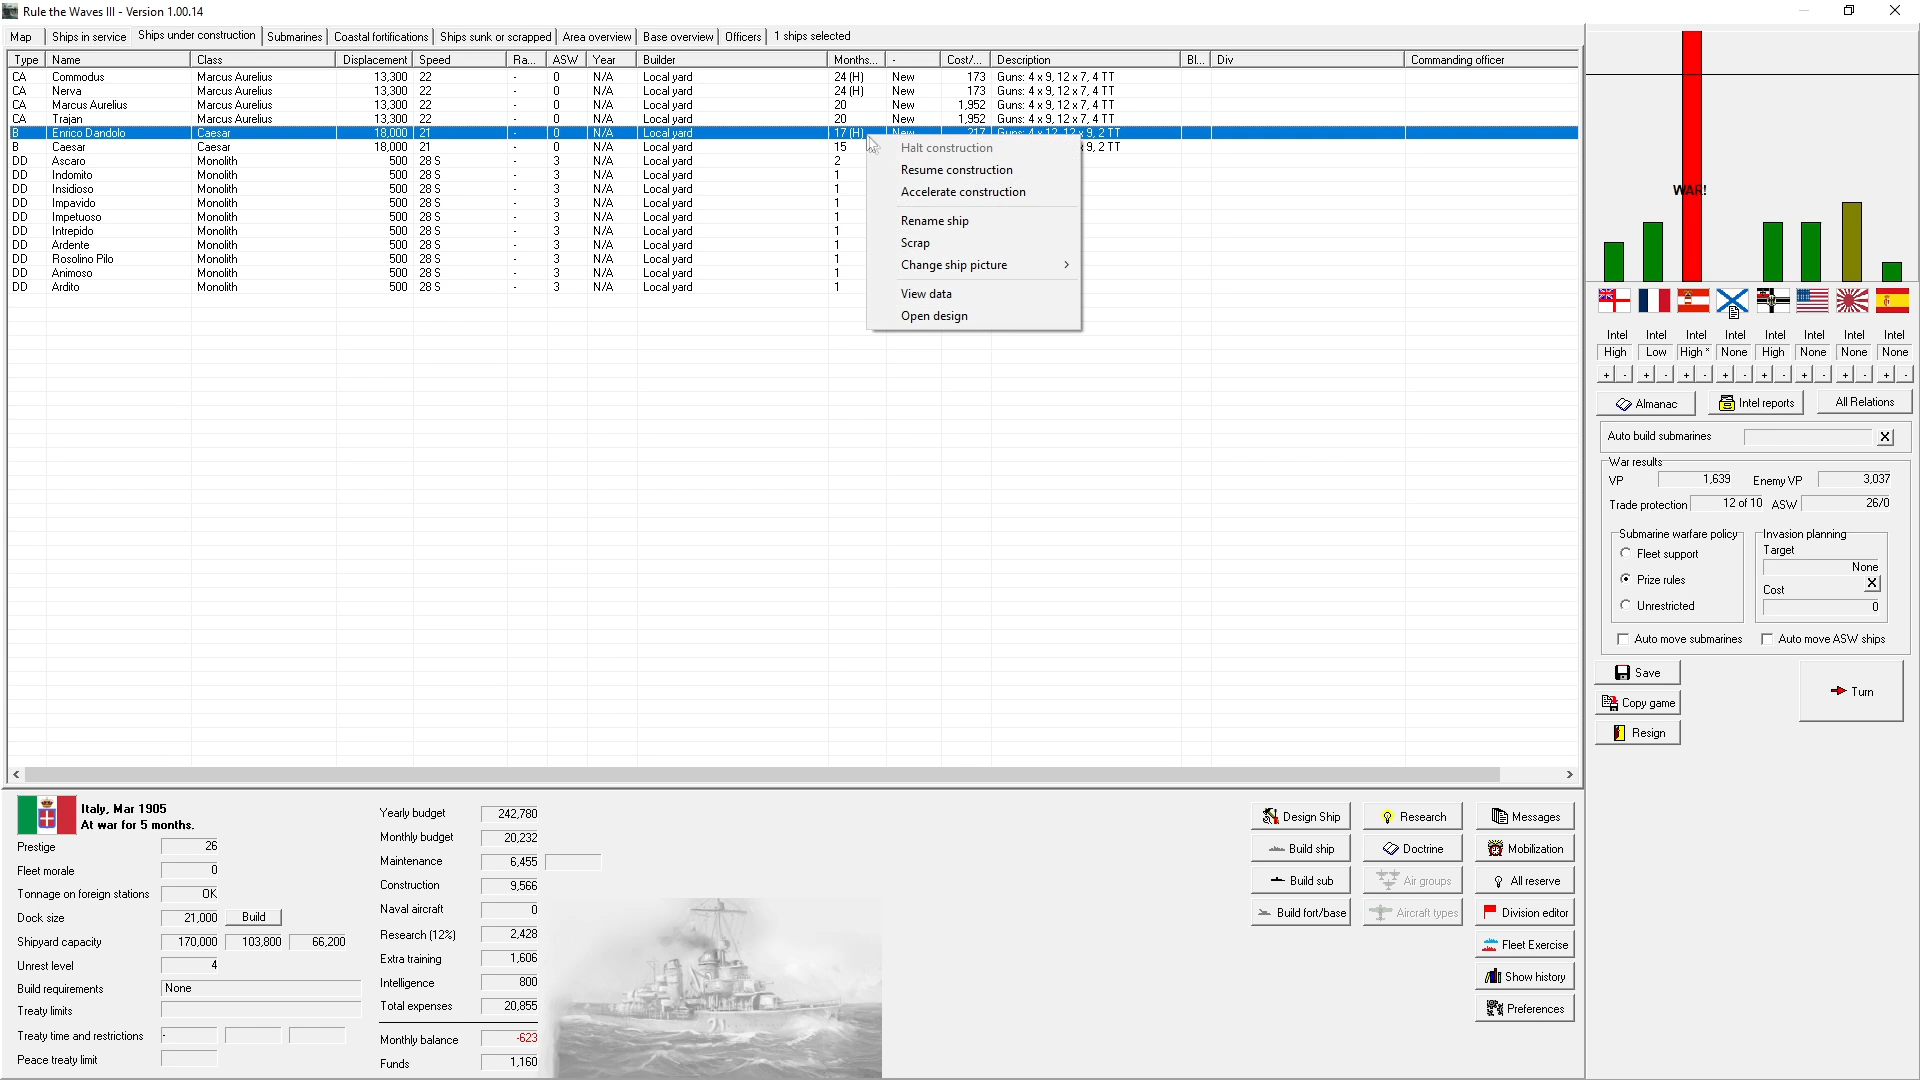 Rule the Waves III - Version 1.00.14
Map Ships in service Ships under construction Submarines Coastal fortifications Ships sunk or scrapped Area overview Base overview Officers 1 ships selected
Type Name Class Displacement Speed Ra... ASW Year Builder Months... - Cost/... Description Bl... Div Commanding officer
CA Commodus Marcus Aurelius 13,300 22 - 0 N/A Local yard 24 (H) New 173 Guns: 4 x 9, 12 x 7, 4 TT
CA Nerva Marcus Aurelius 13,300 22 - 0 N/A Local yard 24 (H) New 173 Guns: 4 x 9, 12 x 7, 4 TT
CA Marcus Aurelius Marcus Aurelius 13,300 22 - 0 N/A Local yard 20 New 1,952 Guns: 4 x 9, 12 x 7, 4 TT
CA Trajan Marcus Aurelius 13,300 22 - 0 N/A Local yard 20 New 1,952 Guns: 4 x 9, 12 x 7, 4 TT
B Enrico Dandolo Caesar 18,000 21 - 0 N/A Local yard 17 (H) New 217 Guns: 4 x 12, 12 x 9, 2 TT
B Caesar Caesar 18,000 21 - 0 N/A Local yard 15 x 9, 2 TT
DD Ascaro Monolith 500 28 S - 3 N/A Local yard 2
DD Indomito Monolith 500 28 S - 3 N/A Local yard 1
DD Insidioso Monolith 500 28 S - 3 N/A Local yard 1
DD Impavido Monolith 500 28 S - 3 N/A Local yard 1
DD Impetuoso Monolith 500 28 S - 3 N/A Local yard 1
DD Intrepido Monolith 500 28 S - 3 N/A Local yard 1
DD Ardente Monolith 500 28 S - 3 N/A Local yard 1
DD Rosolino Pilo Monolith 500 28 S - 3 N/A Local yard 1
DD Animoso Monolith 500 28 S - 3 N/A Local yard 1
DD Ardito Monolith 500 28 S - 3 N/A Local yard 1
Halt construction
Resume construction
Accelerate construction
Rename ship
Scrap
Change ship picture
View data
Open design
WAR!
Intel Intel Intel Intel Intel Intel Intel Intel
High Low High * None High None None None
+ - + - + - + - + - + - + - + -
Almanac Intel reports All Relations
Auto build submarines X
War results
VP 1,639 Enemy VP 3,037
Trade protection 12 of 10 ASW 26/0
Submarine warfare policy
Fleet support
Prize rules
Unrestricted
Invasion planning
Target
None
Cost X
0
Auto move submarines Auto move ASW ships
Save
Copy game
Resign
Turn
Italy, Mar 1905
At war for 5 months.
Prestige 26
Fleet morale 0
Tonnage on foreign stations OK
Dock size 21,000 Build
Shipyard capacity 170,000 103,800 66,200
Unrest level 4
Build requirements None
Treaty limits
Treaty time and restrictions -
Peace treaty limit
Yearly budget 242,780
Monthly budget 20,232
Maintenance 6,455
Construction 9,566
Naval aircraft 0
Research (12%) 2,428
Extra training 1,606
Intelligence 800
Total expenses 20,855
Monthly balance -623
Funds 1,160
Design Ship Research Messages
Build ship Doctrine Mobilization
Build sub Air groups All reserve
Build fort/base Aircraft types Division editor
Fleet Exercise
Show history
Preferences